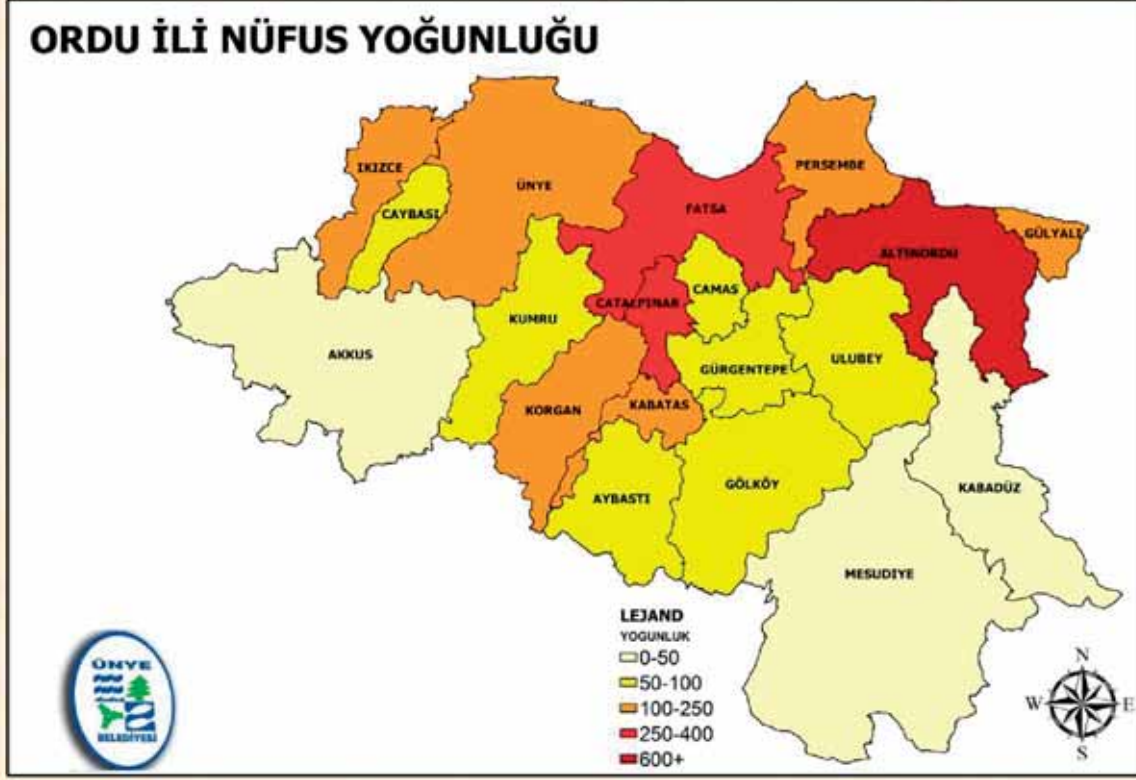 ORDU İLİ NÜFUS YOĞUNLUĞU
IKIZCE
ÜNYE
PERSEMBE
CAYBASI
FATSA
GÜLYALI
ALTINORDU
CAMAS
CATALPINAR
KUMRU
AKKUS
ULUBEY
GÜRGENTEPE
KORGAN
KABATAS
GÖLKÖY
KABADÜZ
AYBASTI
MESUDIYE
LEJAND
YOGUNLUK
0-50
50-100
100-250
250-400
600+
ÜNYE
BELEDİYESİ
N
W E
S